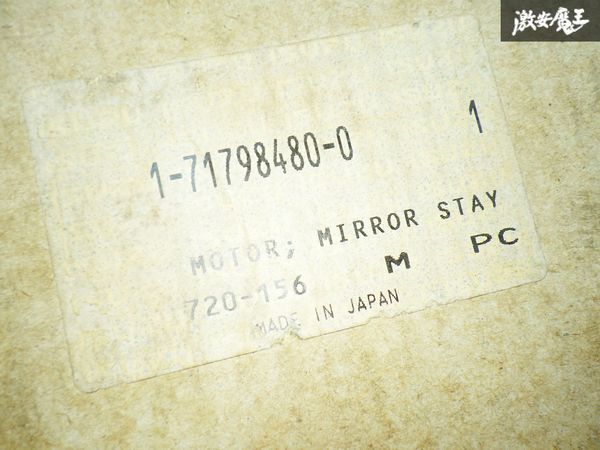 激安魔王
1-71798480-0 1
MOTOR; MIRROR STAY
720-156 M PC
MADE IN JAPAN